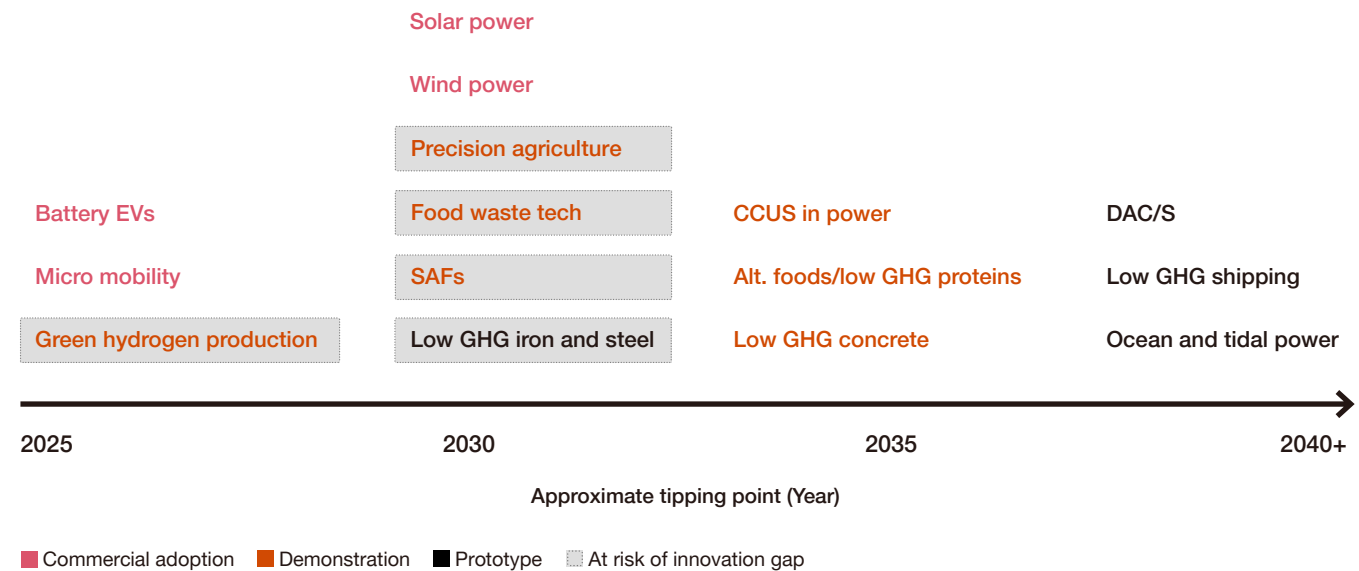 Solar power
Wind power
Precision agriculture
Battery EVs
Food waste tech
CCUS in power
DAC/S
Micro mobility
SAFs
Alt. foods/low GHG proteins
Low GHG shipping
Green hydrogen production
Low GHG iron and steel
Low GHG concrete
Ocean and tidal power
2025
2030
2035
2040+
Approximate tipping point (Year)
Commercial adoption
Demonstration
Prototype
At risk of innovation gap